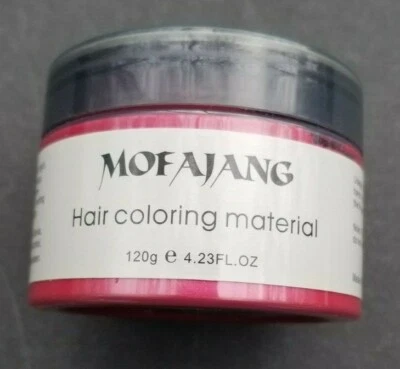 MOFAJANG
Hair coloring material
120g e 4.23FL.OZ